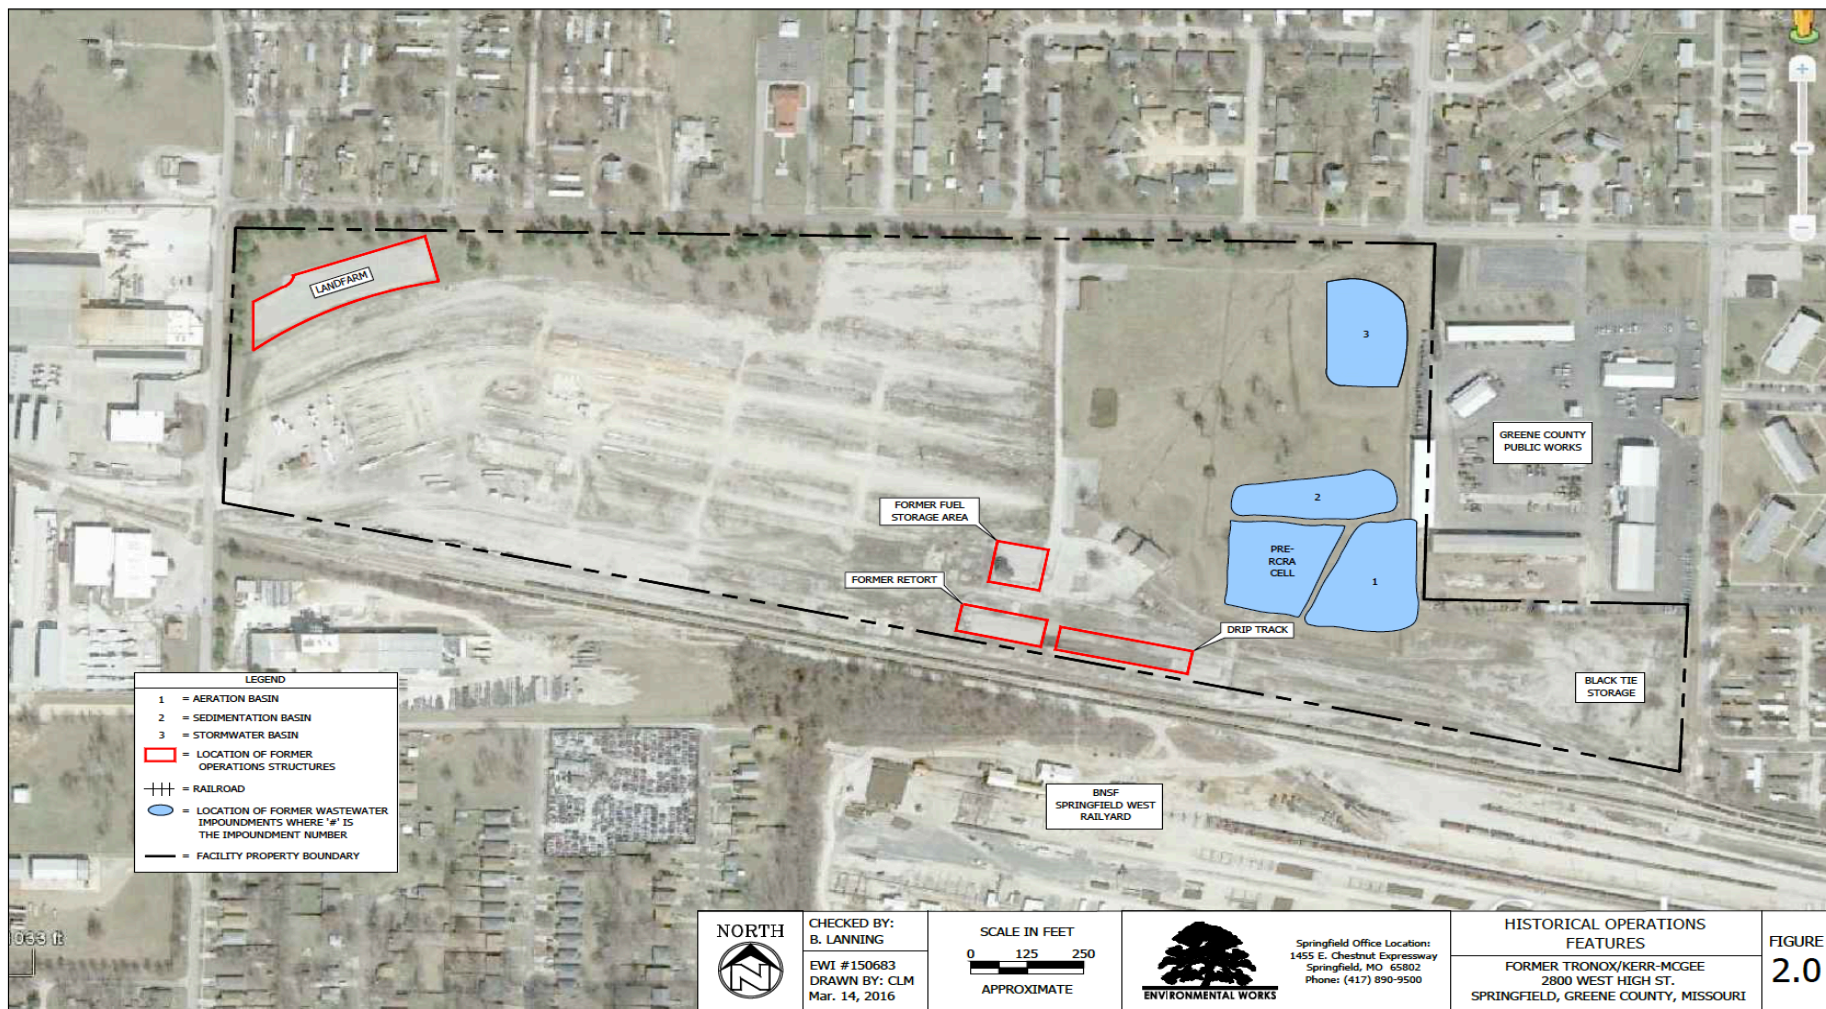 LANDFARM
3
GREENE COUNTY
PUBLIC WORKS
2
FORMER FUEL
STORAGE AREA
PRE-
RCRA
CELL
1
FORMER RETORT
DRIP TRACK
BLACK TIE
STORAGE
LEGEND
1 = AERATION BASIN
2 = SEDIMENTATION BASIN
3 = STORMWATER BASIN
= LOCATION OF FORMER
OPERATIONS STRUCTURES
= RAILROAD
= LOCATION OF FORMER WASTEWATER
IMPOUNDMENTS WHERE '#' IS
THE IMPOUNDMENT NUMBER
= FACILITY PROPERTY BOUNDARY
BNSF
SPRINGFIELD WEST
RAILYARD
1033 ft
NORTH
N
CHECKED BY:
B. LANNING
EWI #150683
DRAWN BY: CLM
Mar. 14, 2016
SCALE IN FEET
0 125 250
APPROXIMATE
ENVIRONMENTAL WORKS
Springfield Office Location:
1455 E. Chestnut Expressway
Springfield, MO 65802
Phone: (417) 890-9500
HISTORICAL OPERATIONS
FEATURES
FORMER TRONOX/KERR-MCGEE
2800 WEST HIGH ST.
SPRINGFIELD, GREENE COUNTY, MISSOURI
FIGURE
2.0